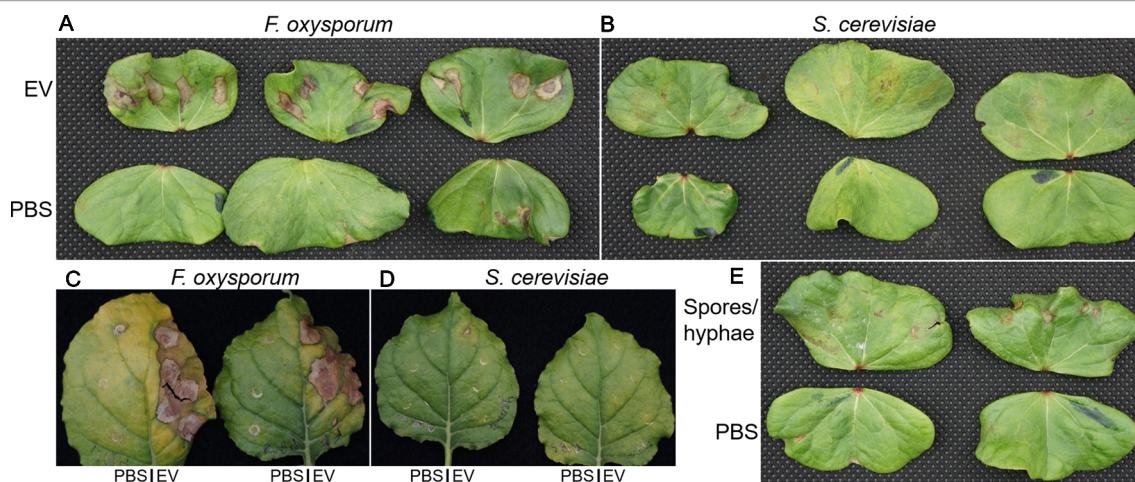 A F. oxysporum
B S. cerevisiae
EV
PBS
C F. oxysporum
D S. cerevisiae
E
Spores/
hyphae
PBS
PBS|EV
PBS|EV
PBS|EV
PBS|EV